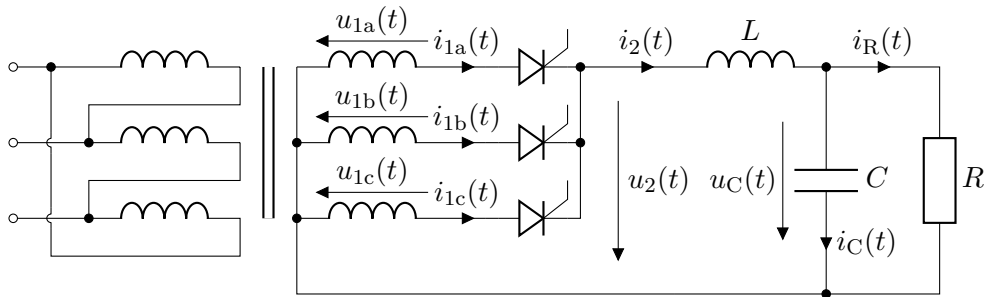 u1a(t)
i1a(t)
i2(t)
L
iR(t)
u1b(t)
i1b(t)
u1c(t)
i1c(t)
u2(t)
uC(t)
C
R
iC(t)